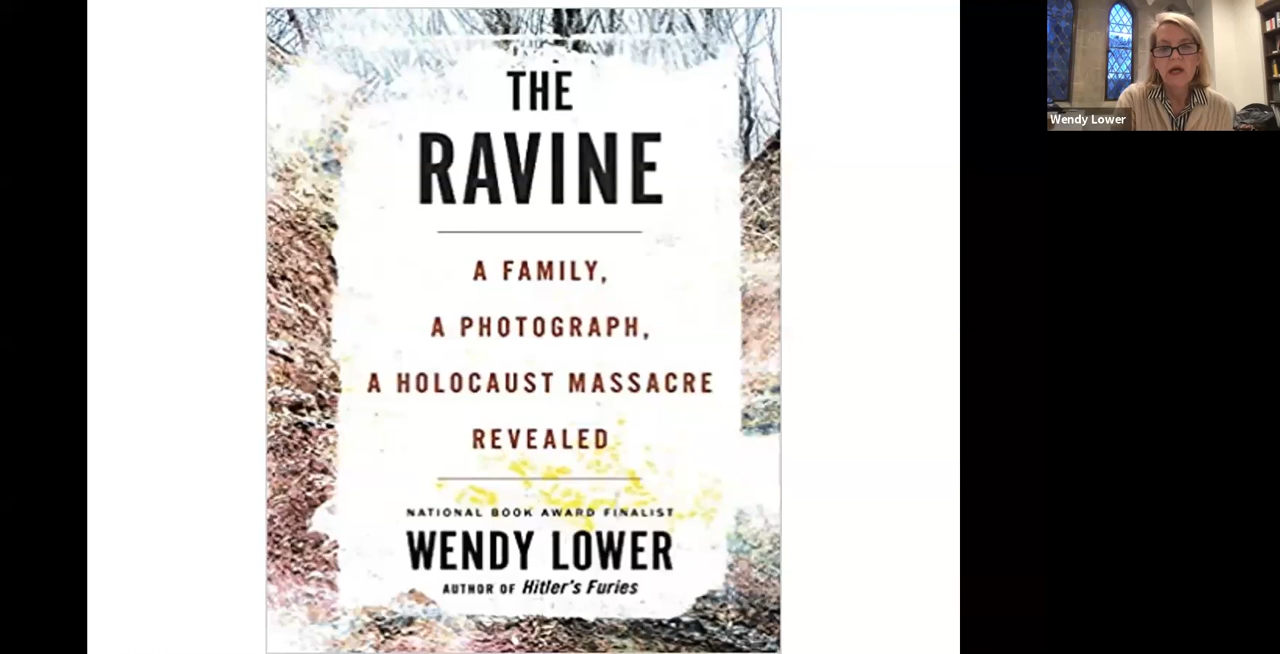 THE
RAVINE
A FAMILY,
A PHOTOGRAPH,
A HOLOCAUST MASSACRE
REVEALED
NATIONAL BOOK AWARD FINALIST
WENDY LOWER
AUTHOR OF Hitler's Furies
Wendy Lower